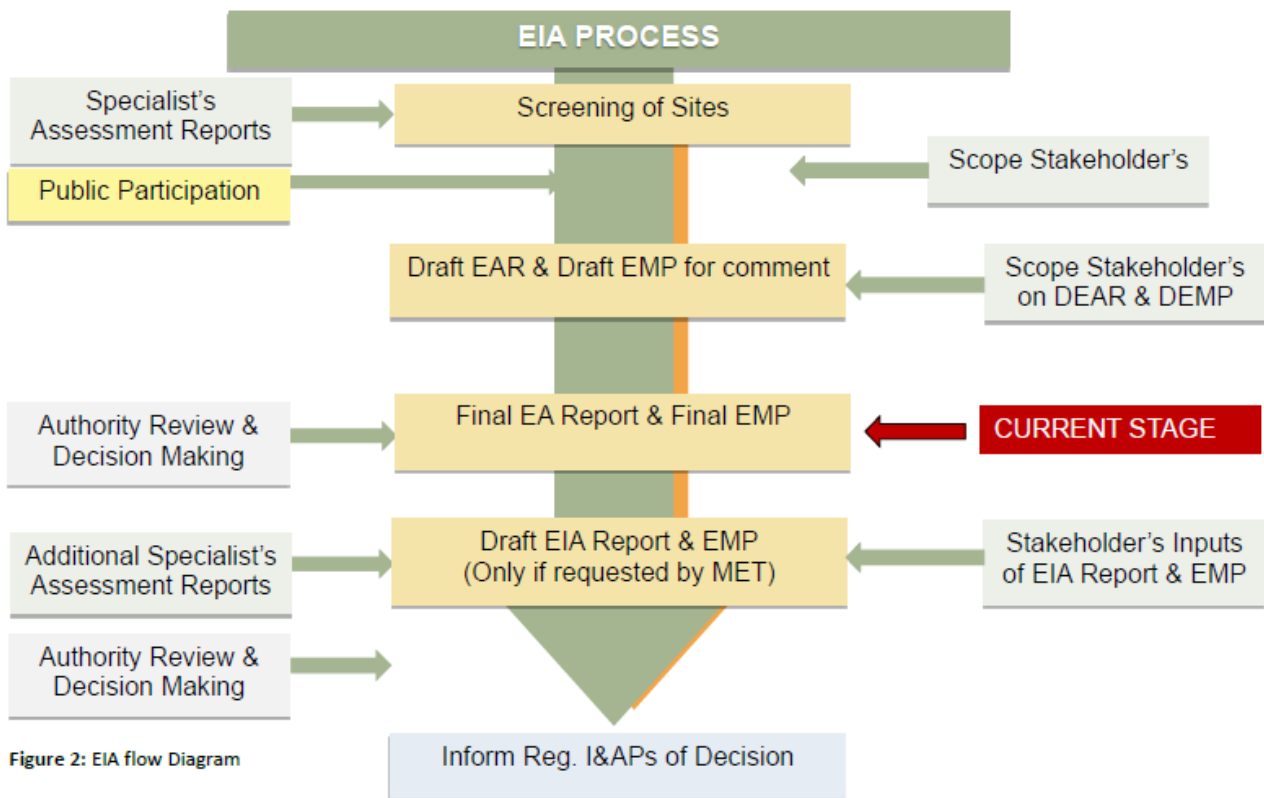 EIA PROCESS
Specialist's
Assessment Reports
Screening of Sites
Public Participation
Scope Stakeholder's
Draft EAR & Draft EMP for comment
Scope Stakeholder's
on DEAR & DEMP
Authority Review &
Decision Making
Final EA Report & Final EMP
CURRENT STAGE
Additional Specialist's
Assessment Reports
Draft EIA Report & EMP
(Only if requested by MET)
Stakeholder's Inputs
of EIA Report & EMP
Authority Review &
Decision Making
Figure 2: EIA flow Diagram
Inform Reg. I&APs of Decision